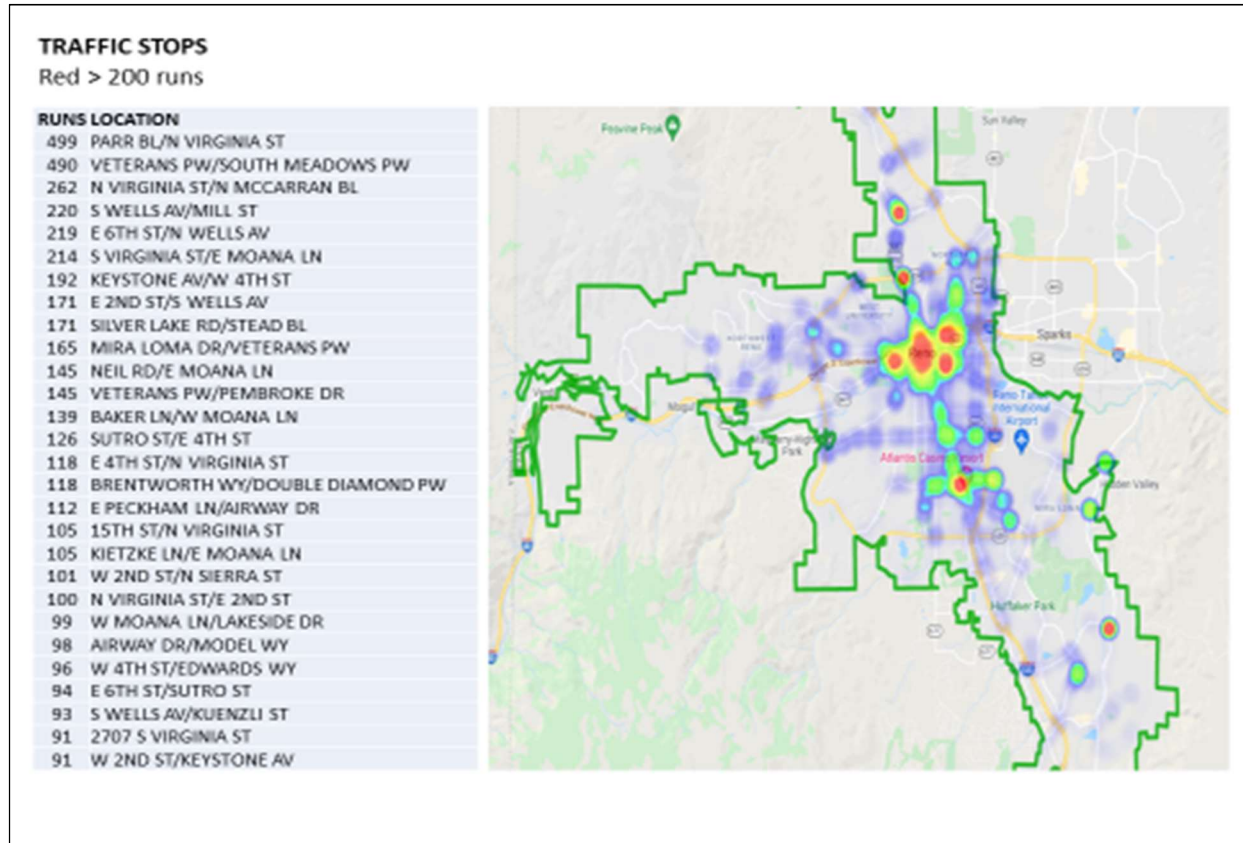 TRAFFIC STOPS
Red > 200 runs
RUNS LOCATION
499 PARR BL/N VIRGINIA ST
490 VETERANS PW/SOUTH MEADOWS PW
262 N VIRGINIA ST/N MCCARRAN BL
220 S WELLS AV/MILL ST
219 E 6TH ST/N WELLS AV
214 S VIRGINIA ST/E MOANA LN
192 KEYSTONE AV/W 4TH ST
171 E 2ND ST/S WELLS AV
171 SILVER LAKE RD/STEAD BL
165 MIRA LOMA DR/VETERANS PW
145 NEIL RD/E MOANA LN
145 VETERANS PW/PEMBROKE DR
139 BAKER LN/W MOANA LN
126 SUTRO ST/E 4TH ST
118 E 4TH ST/N VIRGINIA ST
118 BRENTWORTH WY/DOUBLE DIAMOND PW
112 E PECKHAM LN/AIRWAY DR
105 15TH ST/N VIRGINIA ST
105 KIETZKE LN/E MOANA LN
101 W 2ND ST/N SIERRA ST
100 N VIRGINIA ST/E 2ND ST
99 W MOANA LN/LAKESIDE DR
98 AIRWAY DR/MODEL WY
96 W 4TH ST/EDWARDS WY
94 E 6TH ST/SUTRO ST
93 S WELLS AV/KUENZLI ST
91 2707 S VIRGINIA ST
91 W 2ND ST/KEYSTONE AV
Peavine Peak
Sun Valley
Sparks
Reno
Mogul
Park
International
Airport
Hidden Valley
Huffaker Park